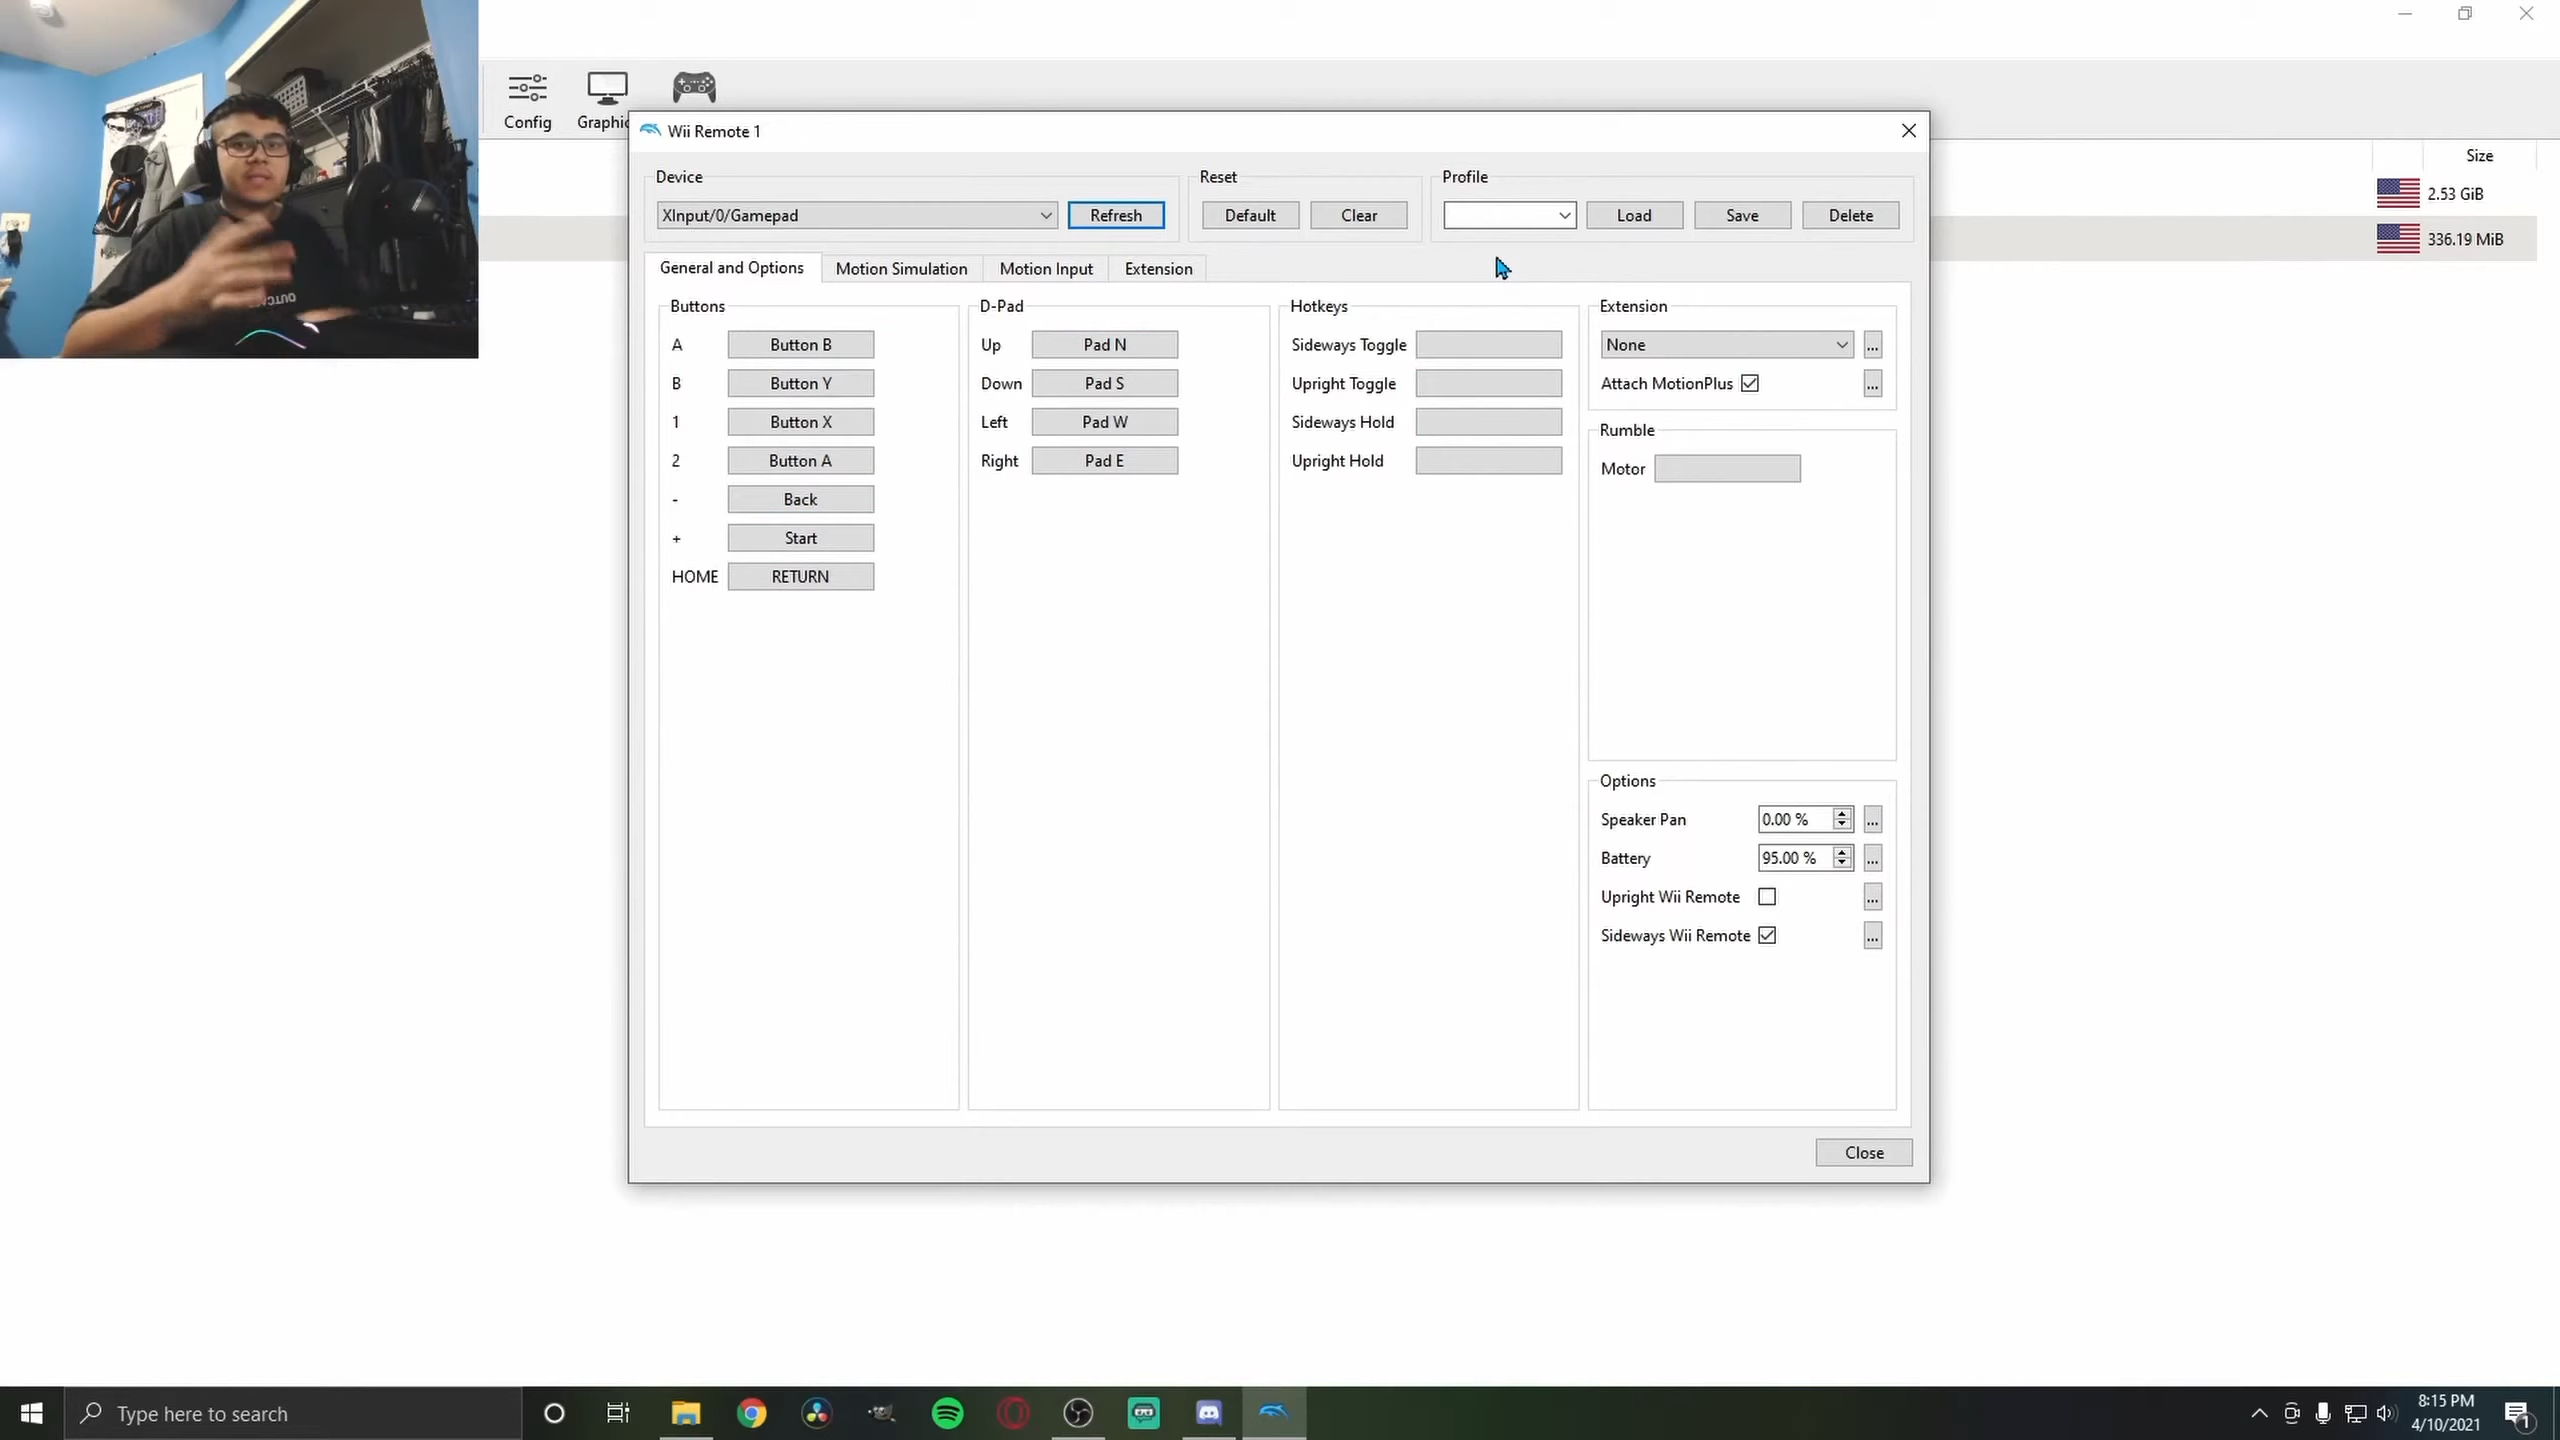 Config
Graphic
Wii Remote 1
Device
Reset
Profile
XInput/0/Gamepad
Refresh
Default
Clear
Load
Save
Delete
General and Options
Motion Simulation
Motion Input
Extension
Buttons
A Button B
B Button Y
1 Button X
2 Button A
- Back
+ Start
HOME RETURN
D-Pad
Up Pad N
Down Pad S
Left Pad W
Right Pad E
Hotkeys
Sideways Toggle
Upright Toggle
Sideways Hold
Upright Hold
Extension
None
...
Attach MotionPlus
...
Rumble
Motor
Options
Speaker Pan 0.00 % ...
Battery 95.00 % ...
Upright Wii Remote ...
Sideways Wii Remote ...
Close
Size
2.53 GiB
336.19 MiB
Type here to search
8:15 PM
4/10/2021
1